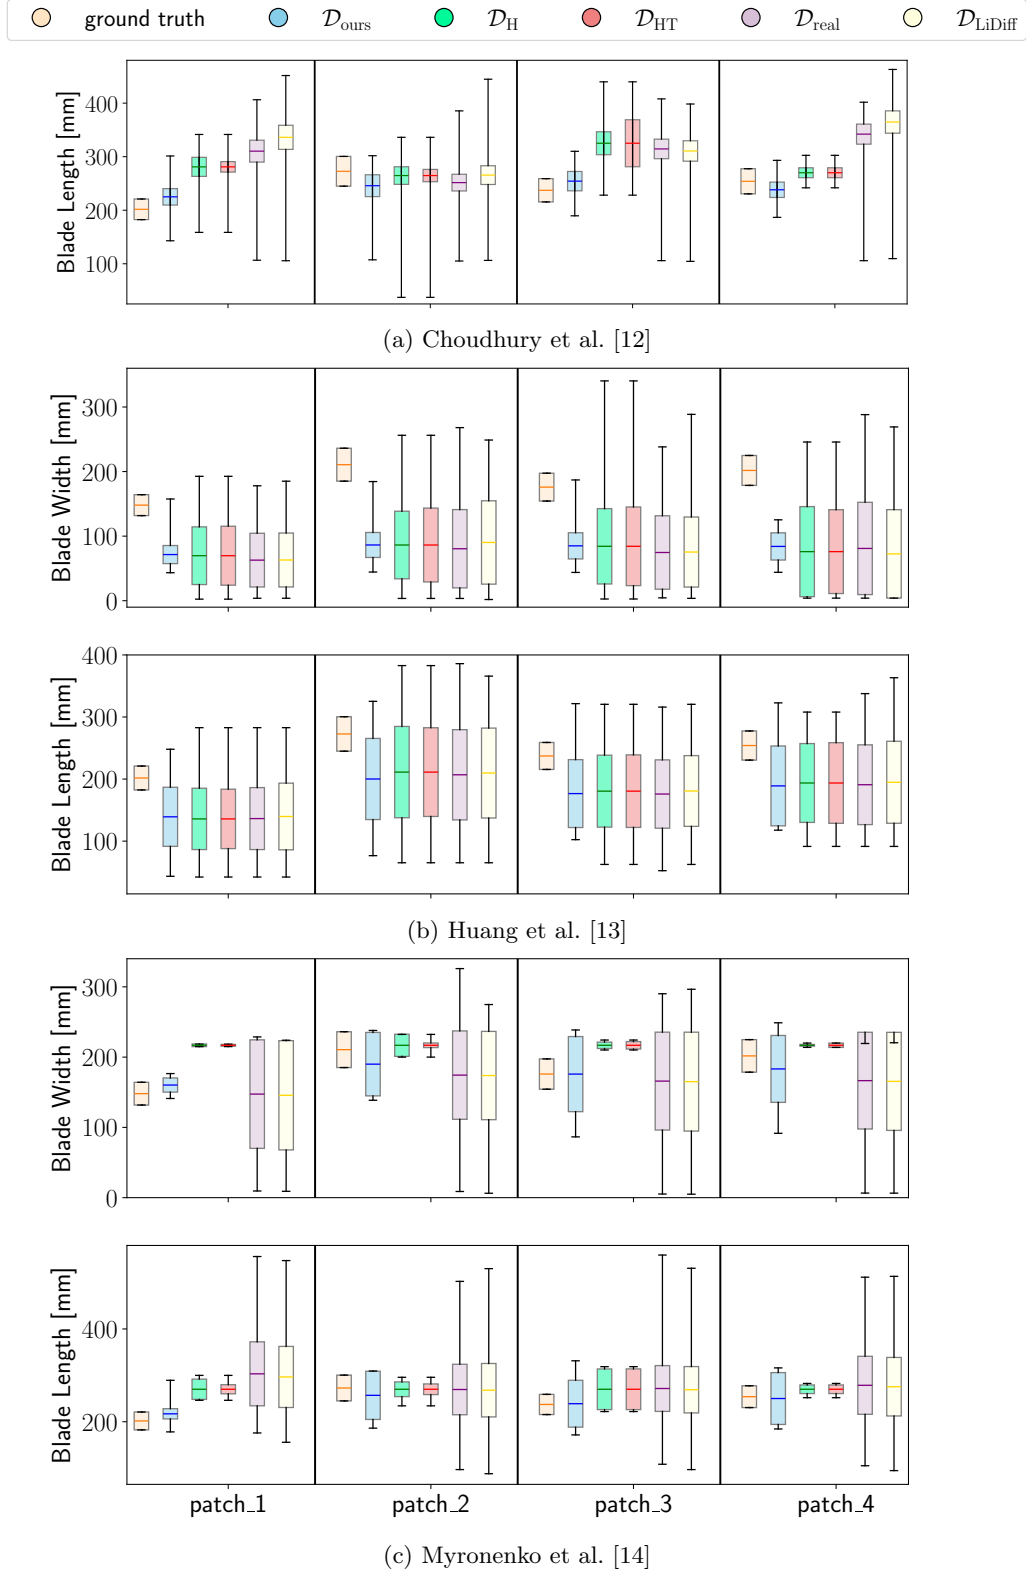 ground truth 𝒟ours 𝒟H 𝒟HT 𝒟real 𝒟LiDiff
Blade Length [mm]
400
300
200
100
(a) Choudhury et al. [12]
Blade Width [mm]
300
200
100
0
Blade Length [mm]
400
300
200
100
(b) Huang et al. [13]
Blade Width [mm]
300
200
100
0
Blade Length [mm]
400
200
patch_1 patch_2 patch_3 patch_4
(c) Myronenko et al. [14]